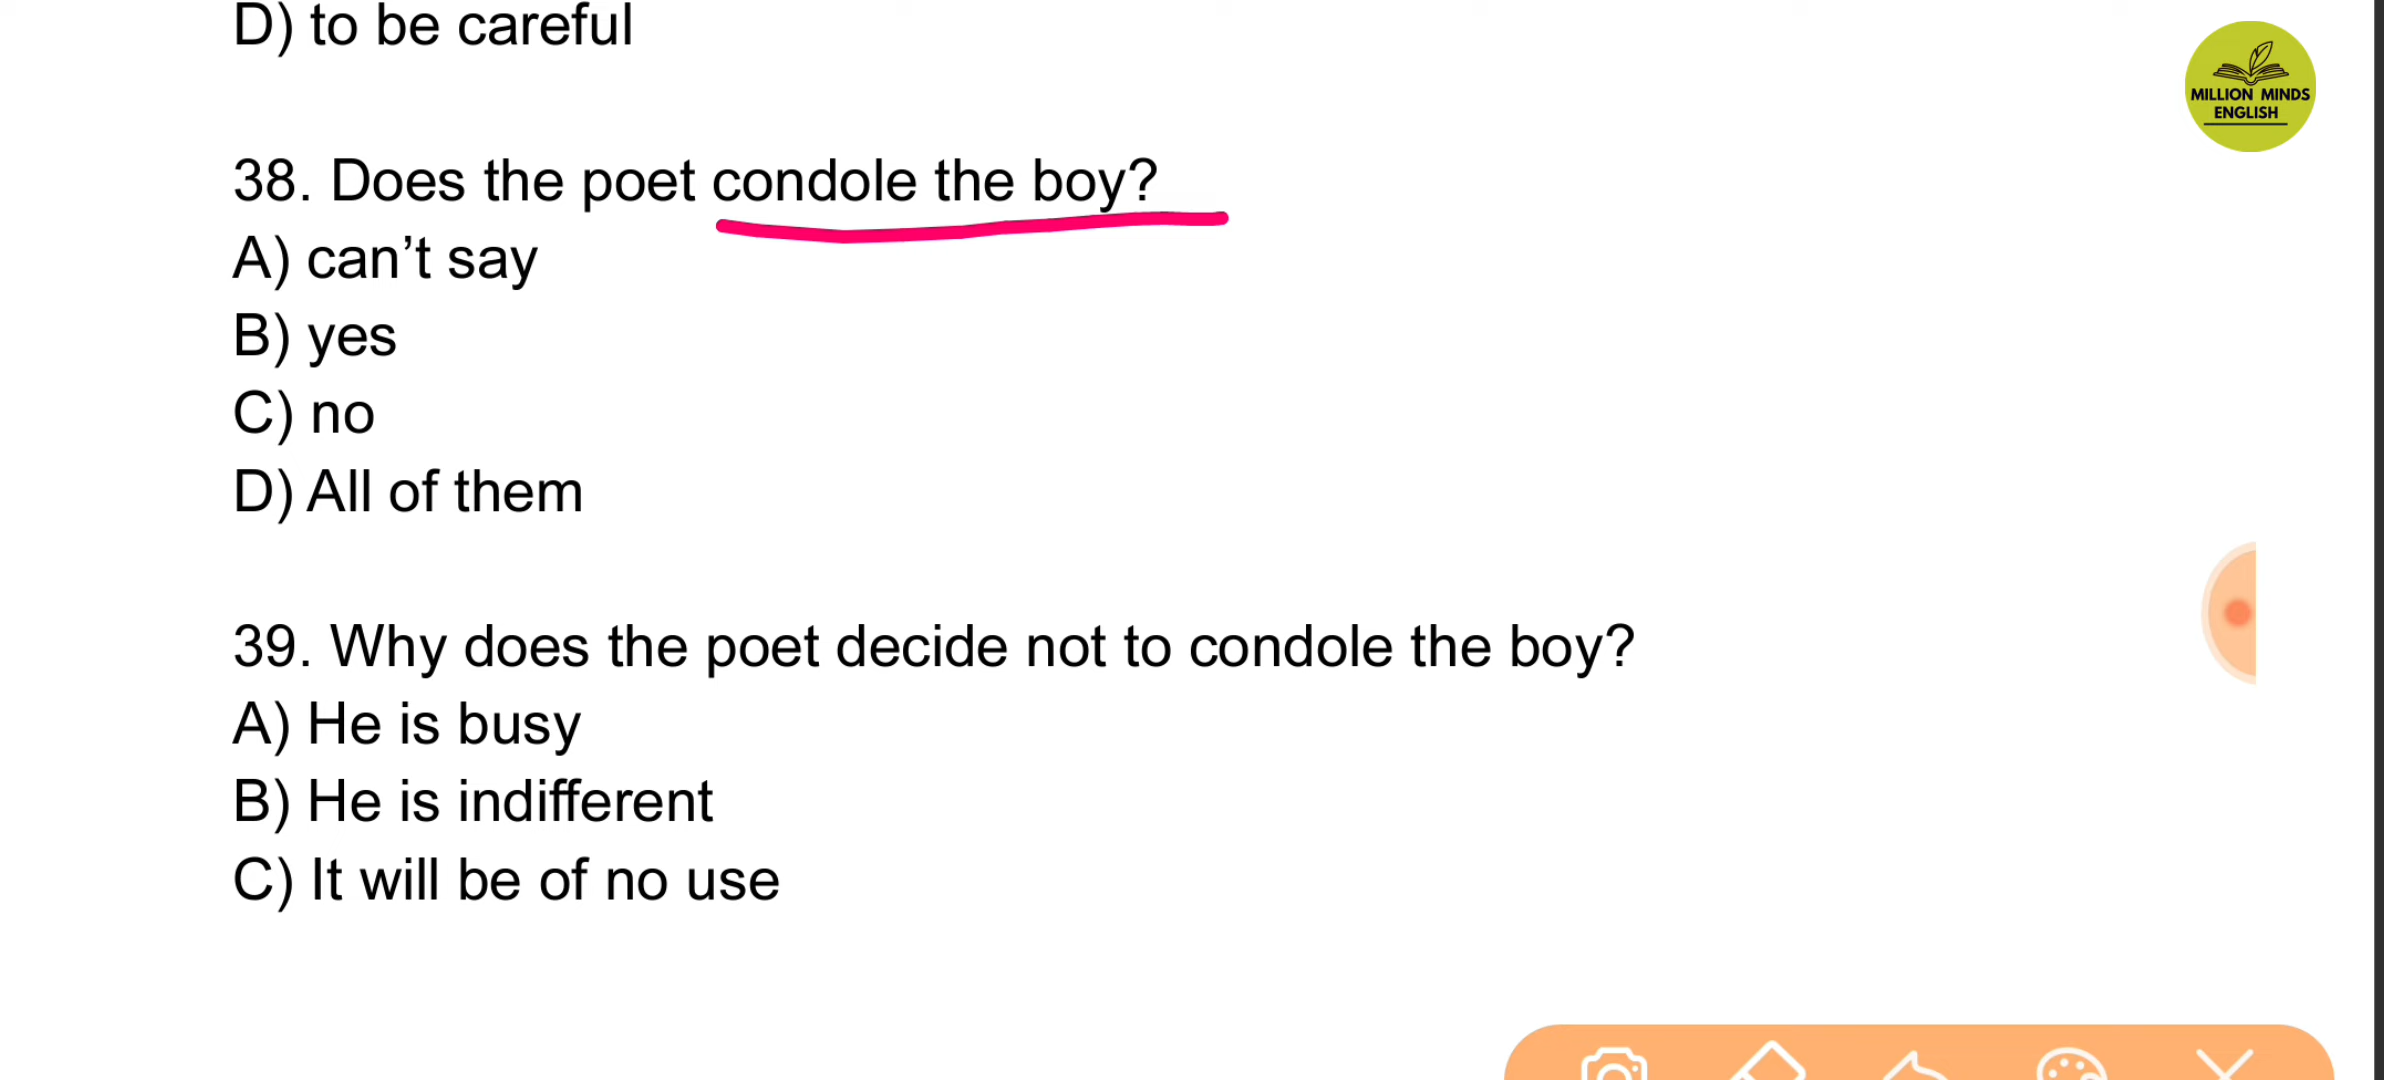 D) to be careful
MILLION MINDS
ENGLISH
38. Does the poet condole the boy?
A) can’t say
B) yes
C) no
D) All of them
39. Why does the poet decide not to condole the boy?
A) He is busy
B) He is indifferent
C) It will be of no use